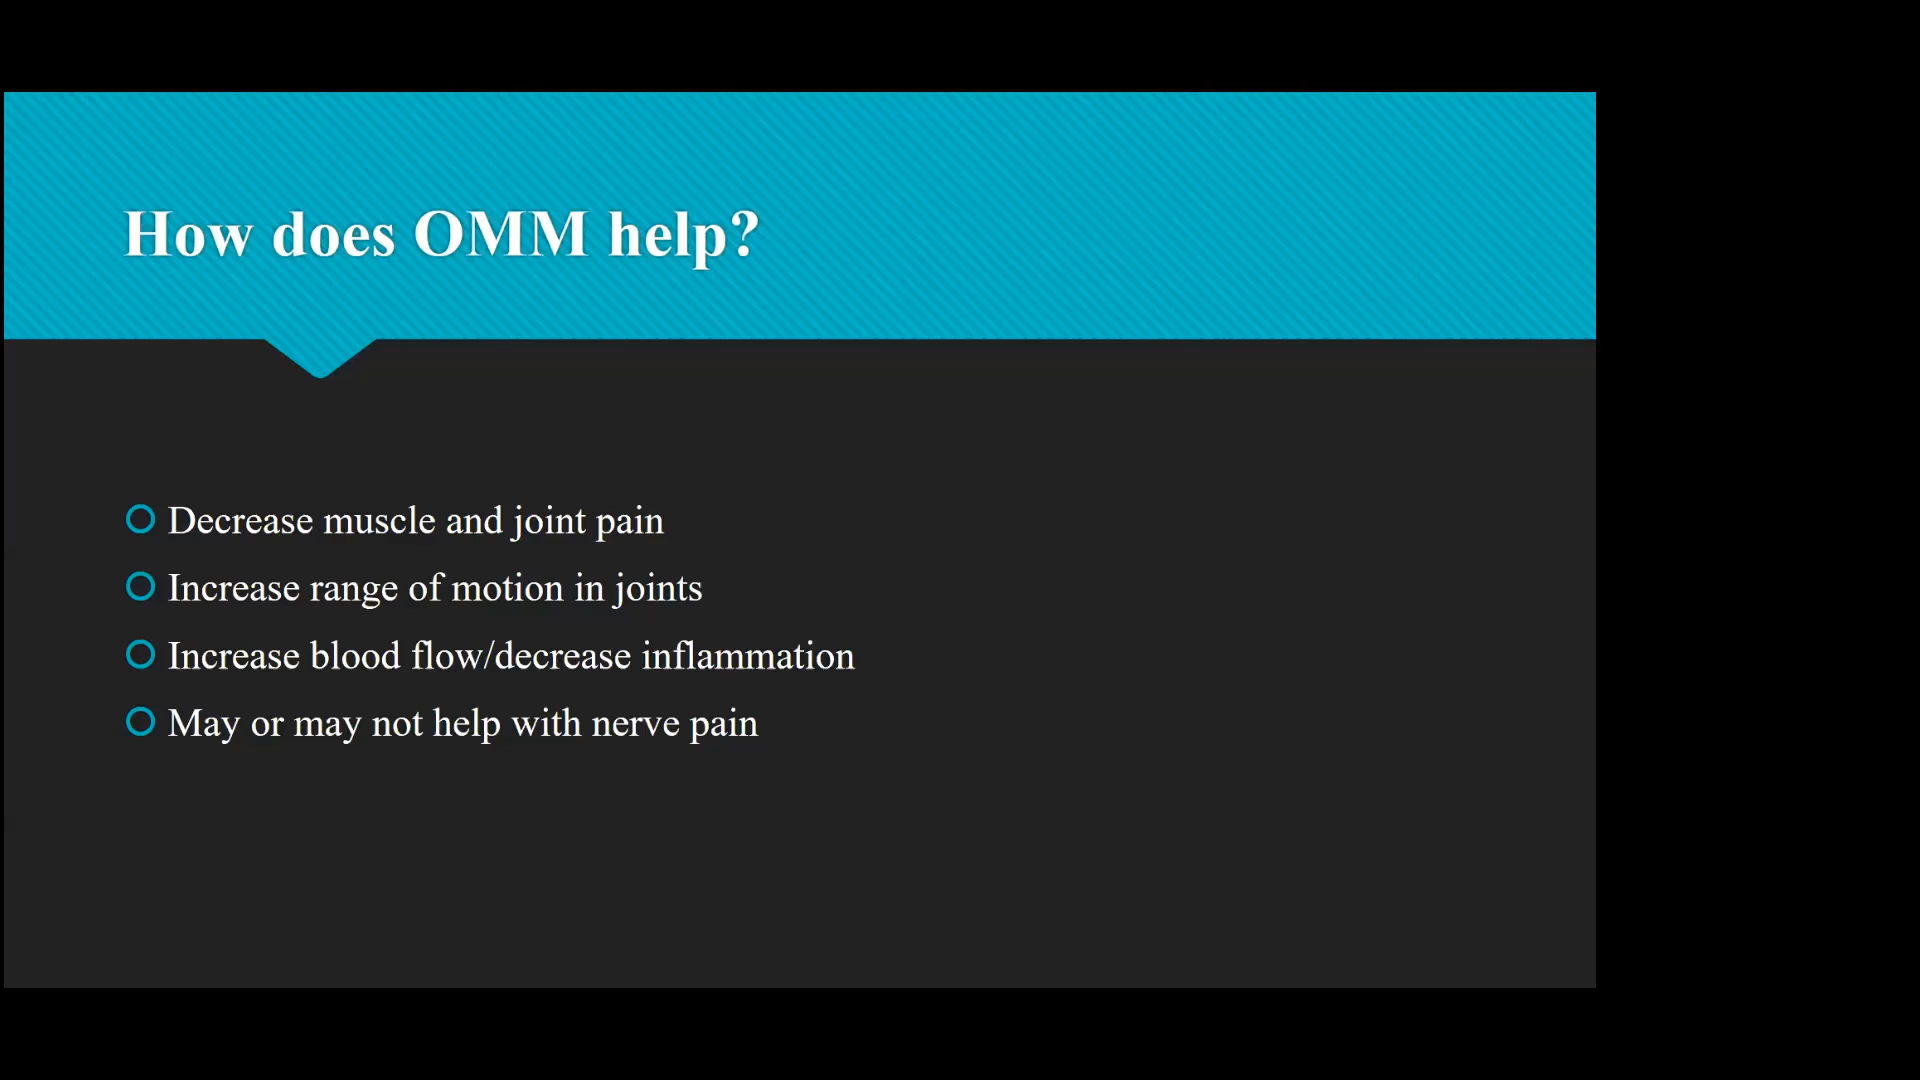 How does OMM help?
Decrease muscle and joint pain
Increase range of motion in joints
Increase blood flow/decrease inflammation
May or may not help with nerve pain